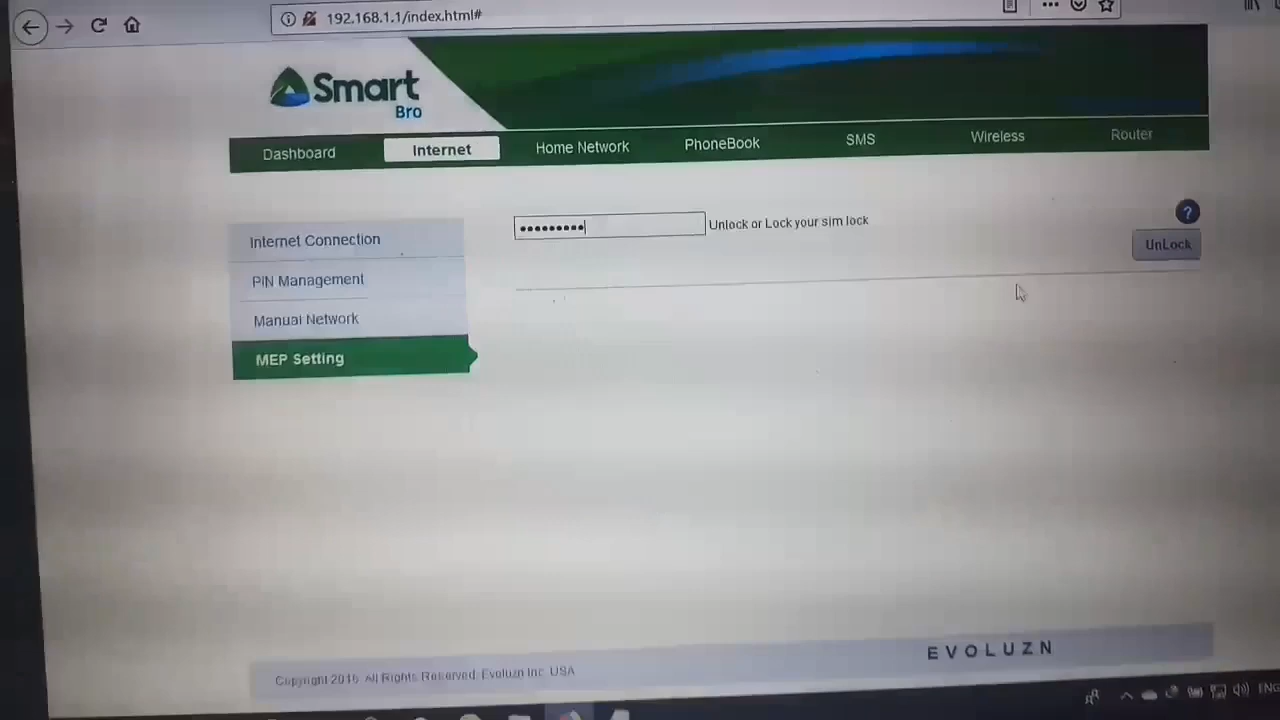 192.168.1.1/index.html#
Smart
Bro
Dashboard
Internet
Home Network
PhoneBook
SMS
Wireless
Router
Internet Connection
PIN Management
Manual Network
MEP Setting
•••••••••
Unlock or Lock your sim lock
?
UnLock
EVOLUZN
Copyright 2016. All Rights Reserved. Evoluzn Inc. USA
ENG